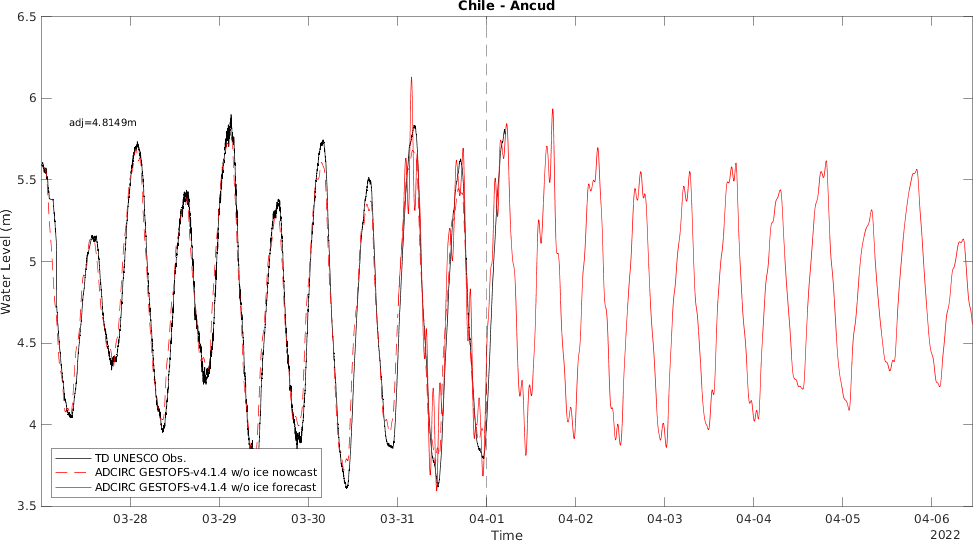 Chile - Ancud
6.5
6
5.5
5
4.5
4
3.5
Water Level (m)
adj=4.8149m
TD UNESCO Obs.
ADCIRC GESTOFS-v4.1.4 w/o ice nowcast
ADCIRC GESTOFS-v4.1.4 w/o ice forecast
03-28 03-29 03-30 03-31 04-01 04-02 04-03 04-04 04-05 04-06
Time
2022